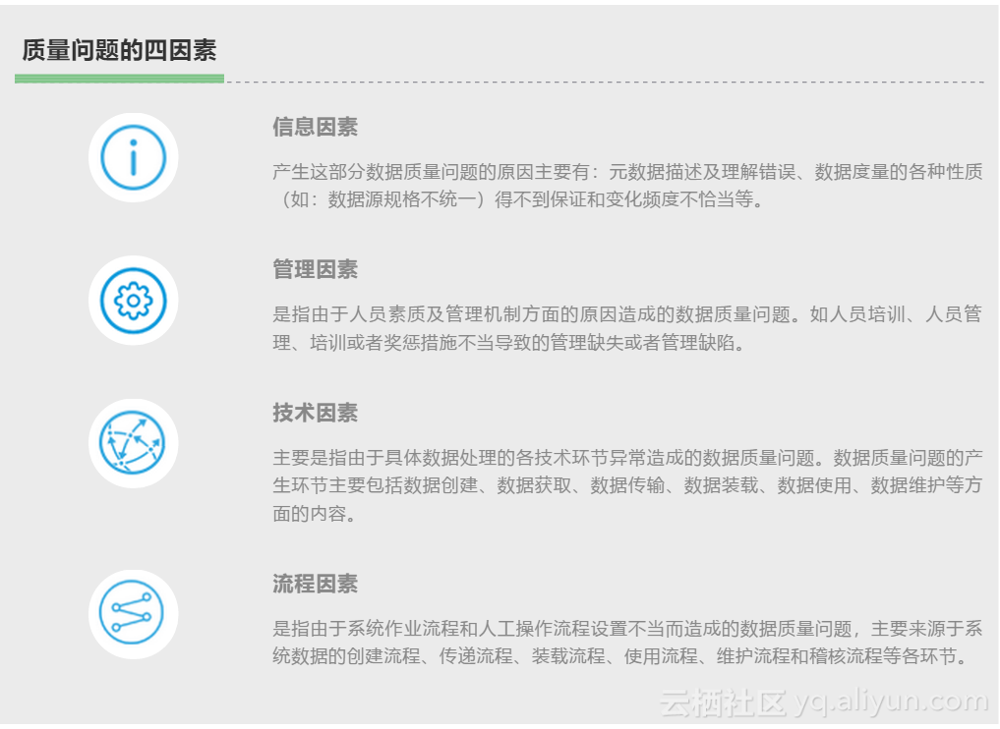 质量问题的四因素
信息因素
产生这部分数据质量问题的原因主要有：元数据描述及理解错误、数据度量的各种性质
（如：数据源规格不统一）得不到保证和变化频度不恰当等。
管理因素
是指由于人员素质及管理机制方面的原因造成的数据质量问题。如人员培训、人员管
理、培训或者奖惩措施不当导致的管理缺失或者管理缺陷。
技术因素
主要是指由于具体数据处理的各技术环节异常造成的数据质量问题。数据质量问题的产
生环节主要包括数据创建、数据获取、数据传输、数据装载、数据使用、数据维护等方
面的内容。
流程因素
是指由于系统作业流程和人工操作流程设置不当而造成的数据质量问题，主要来源于系
统数据的创建流程、传递流程、装载流程、使用流程、维护流程和稽核流程等各环节。
云栖社区 yq.aliyun.com